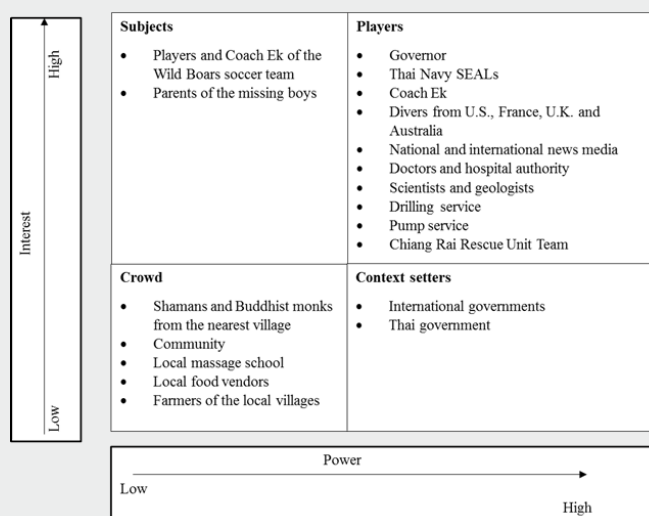 High
Interest
Low
Subjects
• Players and Coach Ek of the
Wild Boars soccer team
• Parents of the missing boys
Players
• Governor
• Thai Navy SEALs
• Coach Ek
• Divers from U.S., France, U.K. and
Australia
• National and international news media
• Doctors and hospital authority
• Scientists and geologists
• Drilling service
• Pump service
• Chiang Rai Rescue Unit Team
Crowd
• Shamans and Buddhist monks
from the nearest village
• Community
• Local massage school
• Local food vendors
• Farmers of the local villages
Context setters
• International governments
• Thai government
Power
Low
High